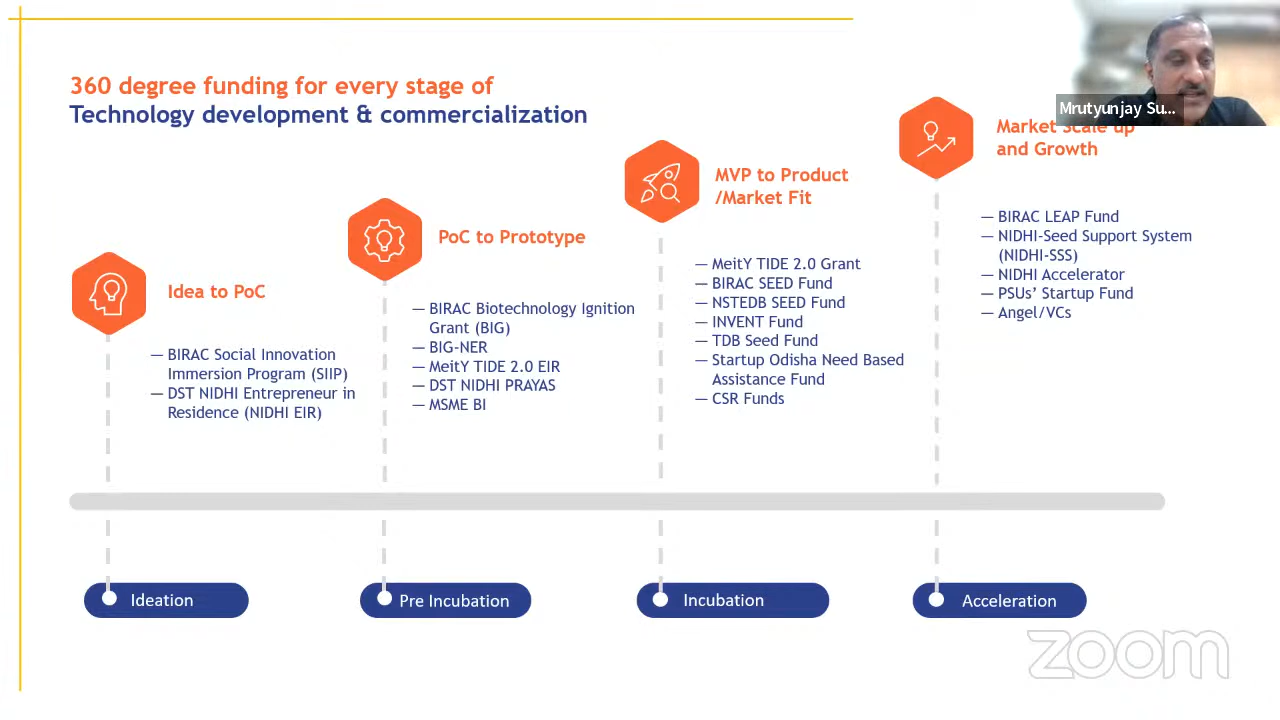 360 degree funding for every stage of
Technology development & commercialization
Mrutyunjay Su...
Idea to PoC
— BIRAC Social Innovation
Immersion Program (SIIP)
— DST NIDHI Entrepreneur in
Residence (NIDHI EIR)
PoC to Prototype
— BIRAC Biotechnology Ignition
Grant (BIG)
— BIG-NER
— MeitY TIDE 2.0 EIR
— DST NIDHI PRAYAS
— MSME BI
MVP to Product
/Market Fit
— MeitY TIDE 2.0 Grant
— BIRAC SEED Fund
— NSTEDB SEED Fund
— INVENT Fund
— TDB Seed Fund
— Startup Odisha Need Based
Assistance Fund
— CSR Funds
Market Scale up
and Growth
— BIRAC LEAP Fund
— NIDHI-Seed Support System
(NIDHI-SSS)
— NIDHI Accelerator
— PSUs' Startup Fund
— Angel/VCs
Ideation
Pre Incubation
Incubation
Acceleration
zoom